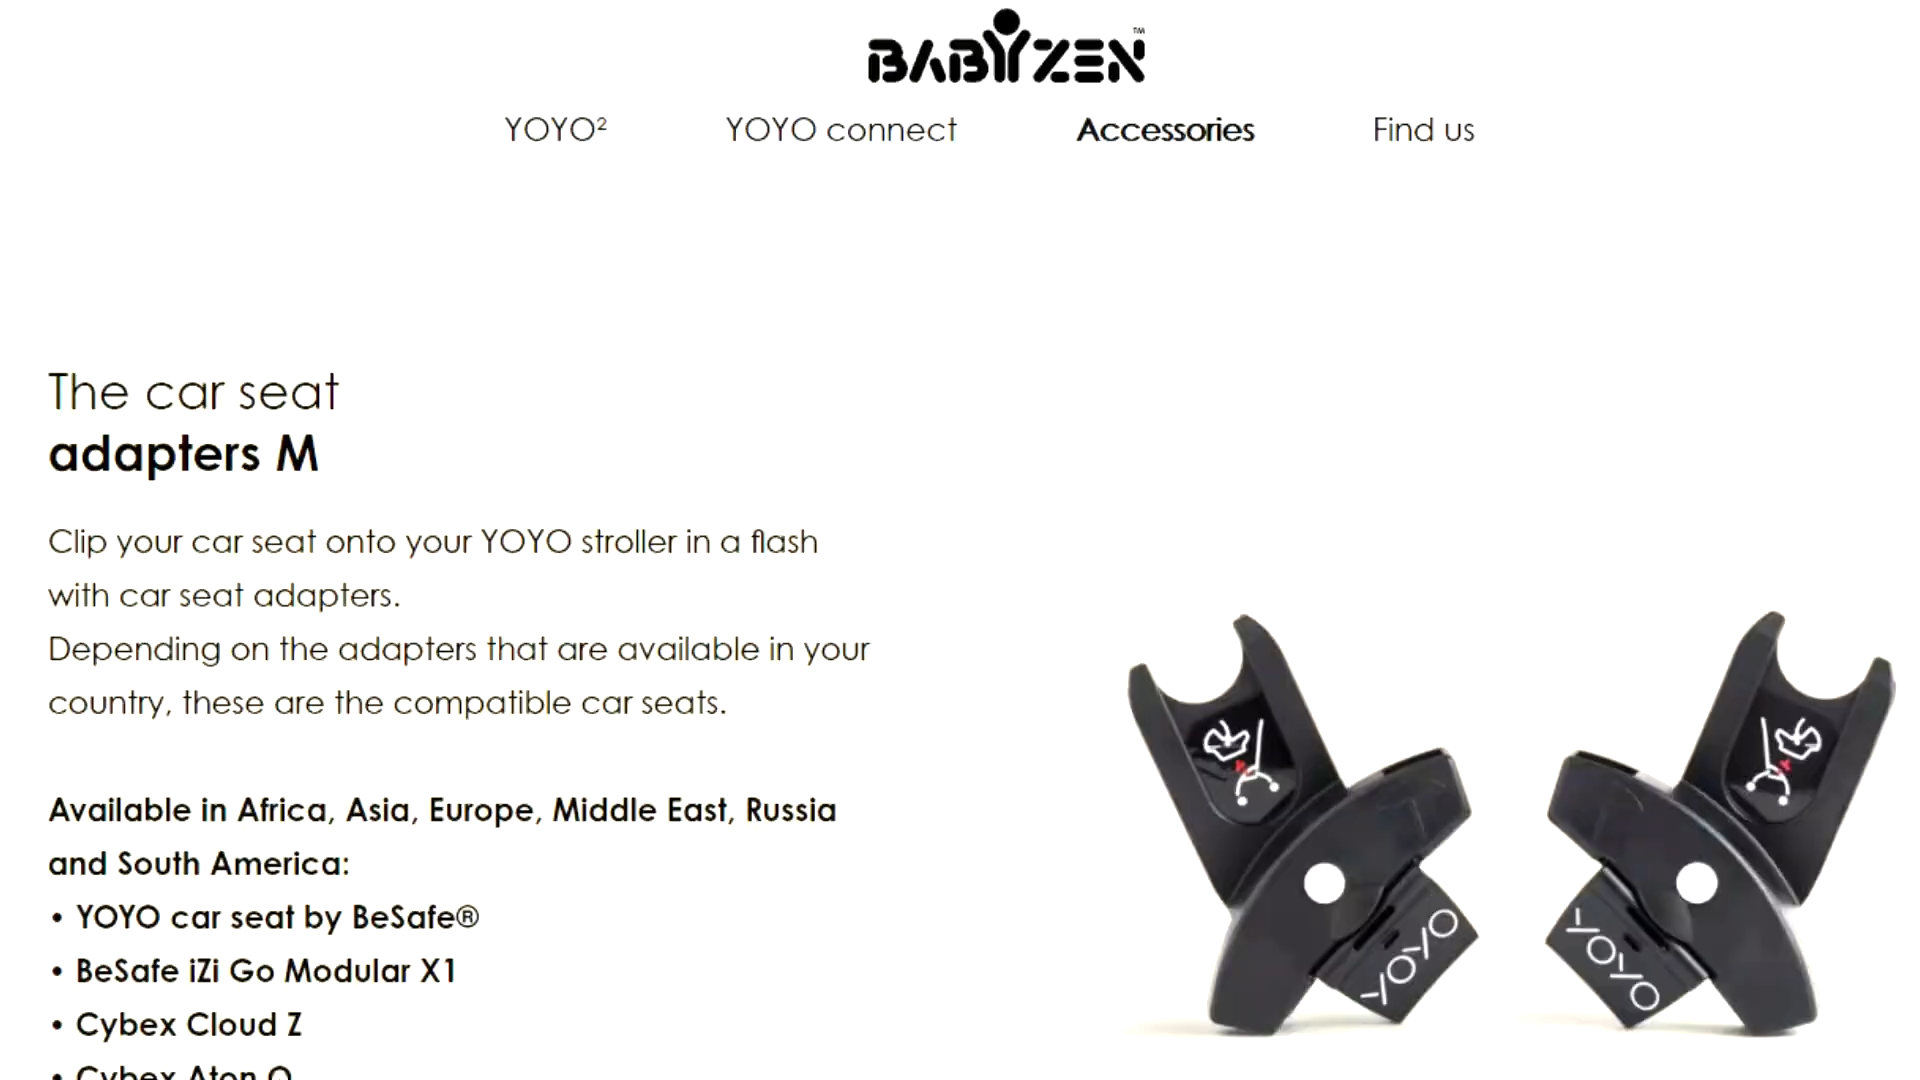 BABYZEN™
YOYO² YOYO connect Accessories Find us
The car seat
adapters M
Clip your car seat onto your YOYO stroller in a flash
with car seat adapters.
Depending on the adapters that are available in your
country, these are the compatible car seats.
Available in Africa, Asia, Europe, Middle East, Russia
and South America:
• YOYO car seat by BeSafe®
• BeSafe iZi Go Modular X1
• Cybex Cloud Z
• Cybex Aton Q
YOYO
YOYO